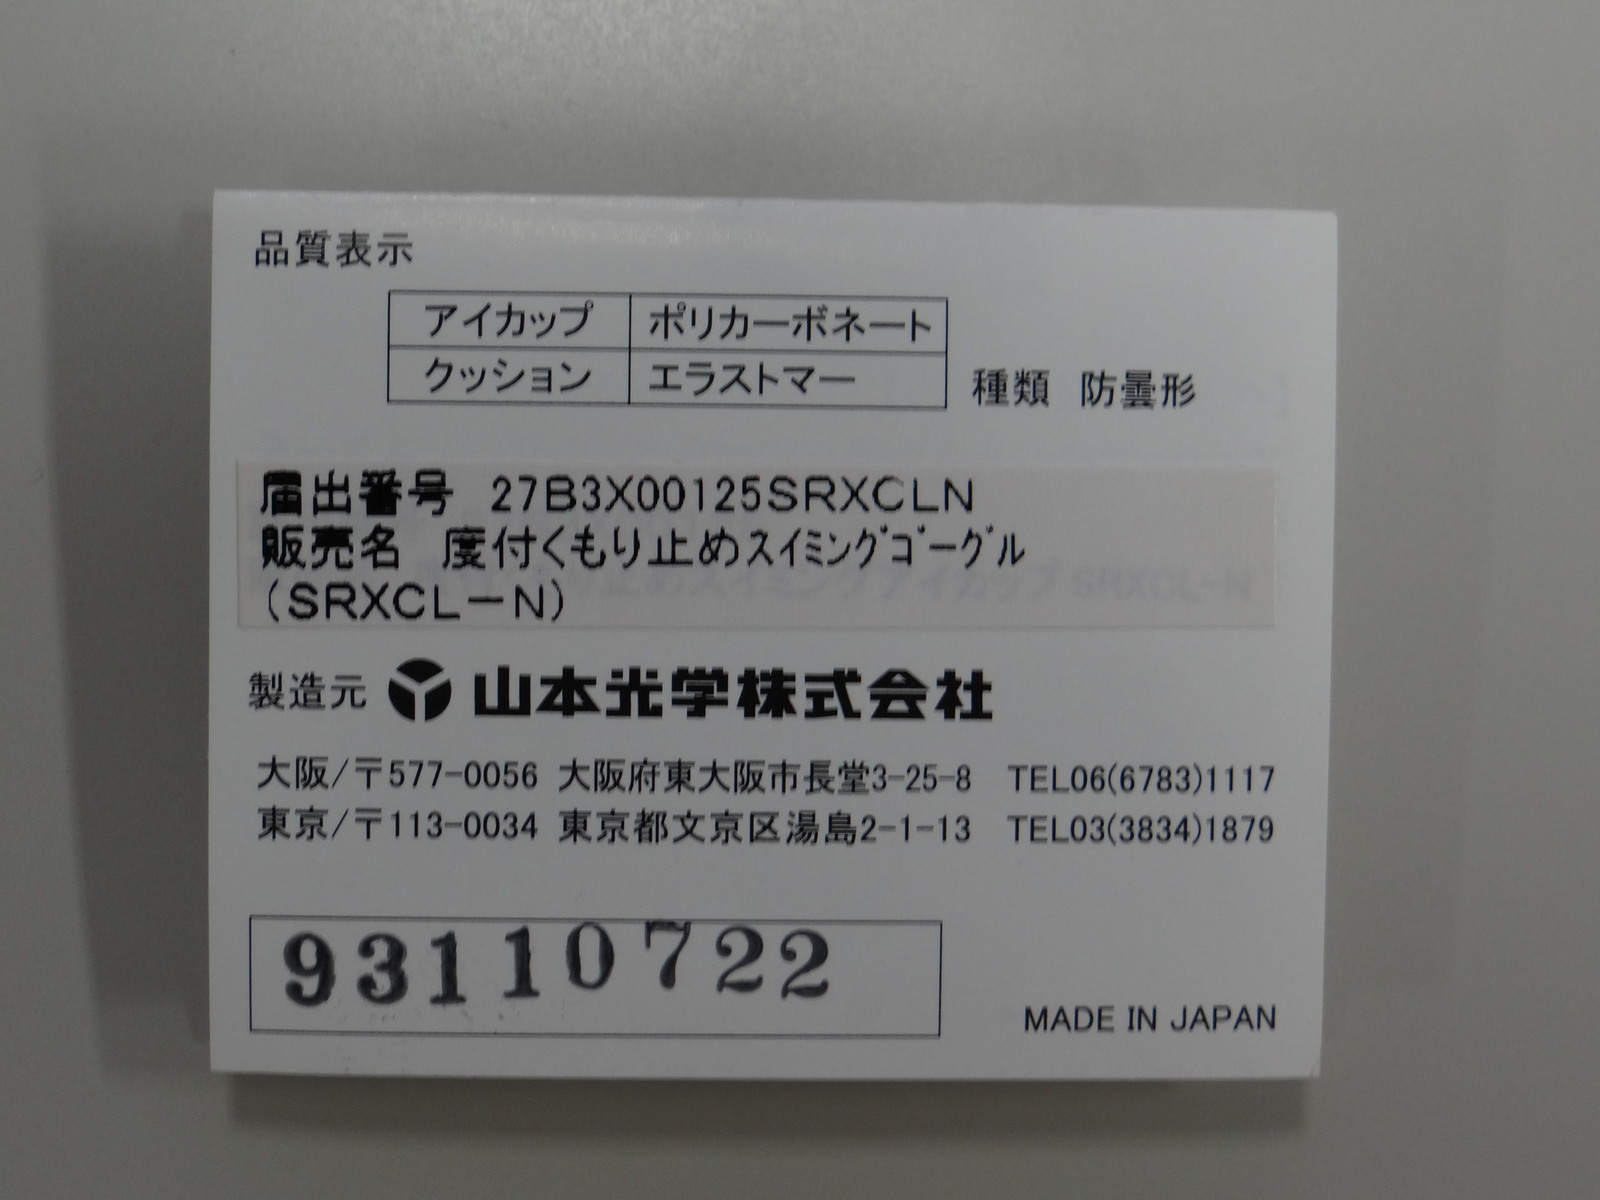 品質表示
アイカップ ポリカーボネート
クッション エラストマー 種類 防曇形
届出番号 27B3X00125SRXCLN
販売名 度付くもり止めｽｲﾐﾝｸﾞｺﾞｰｸﾞﾙ
(SRXCL－N)
製造元 山本光学株式会社
大阪/〒577-0056 大阪府東大阪市長堂3-25-8 TEL06(6783)1117
東京/〒113-0034 東京都文京区湯島2-1-13 TEL03(3834)1879
93110722
MADE IN JAPAN